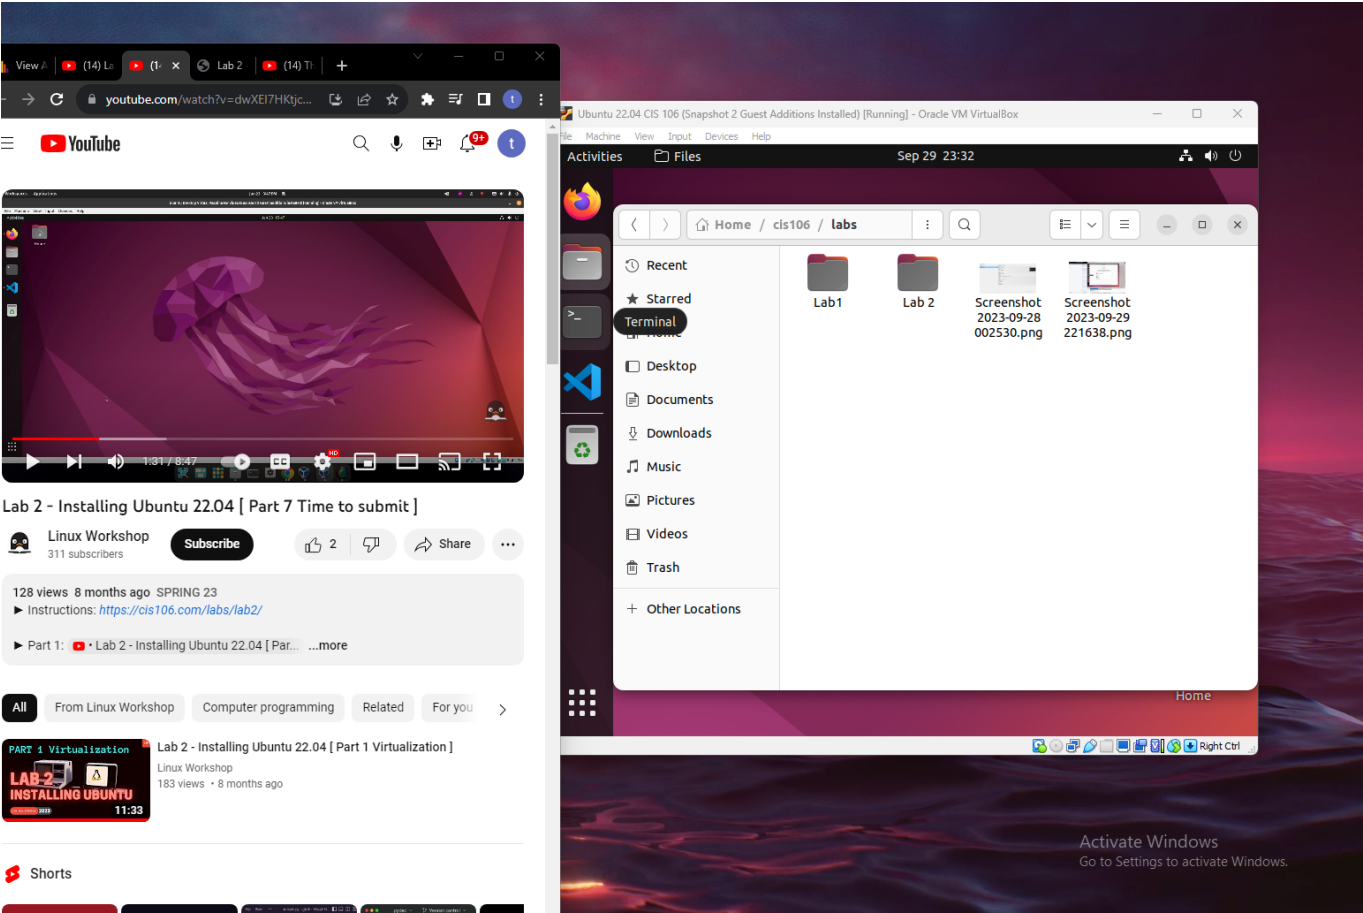 View A
(14) La
(14
Lab 2
(14) Th
youtube.com/watch?v=dwXEI7HKtjc...
t
YouTube
9+
t
1:31 / 8:47
CC
HD
Lab 2 - Installing Ubuntu 22.04 [ Part 7 Time to submit ]
Linux Workshop
311 subscribers
Subscribe
2
Share
128 views 8 months ago SPRING 23
► Instructions: https://cis106.com/labs/lab2/
► Part 1: • Lab 2 - Installing Ubuntu 22.04 [ Par... ...more
All
From Linux Workshop
Computer programming
Related
For you
PART 1 Virtualization
LAB-2
INSTALLING UBUNTU
11:33
Lab 2 - Installing Ubuntu 22.04 [ Part 1 Virtualization ]
Linux Workshop
183 views • 8 months ago
Shorts
Ubuntu 22.04 CIS 106 (Snapshot 2 Guest Additions Installed) [Running] - Oracle VM VirtualBox
File Machine View Input Devices Help
Activities
Files
Sep 29 23:32
Home / cis106 / labs
Recent
Starred
Terminal
Home
Desktop
Documents
Downloads
Music
Pictures
Videos
Trash
Other Locations
Lab1
Lab 2
Screenshot
2023-09-28
002530.png
Screenshot
2023-09-29
221638.png
Home
Right Ctrl
Activate Windows
Go to Settings to activate Windows.